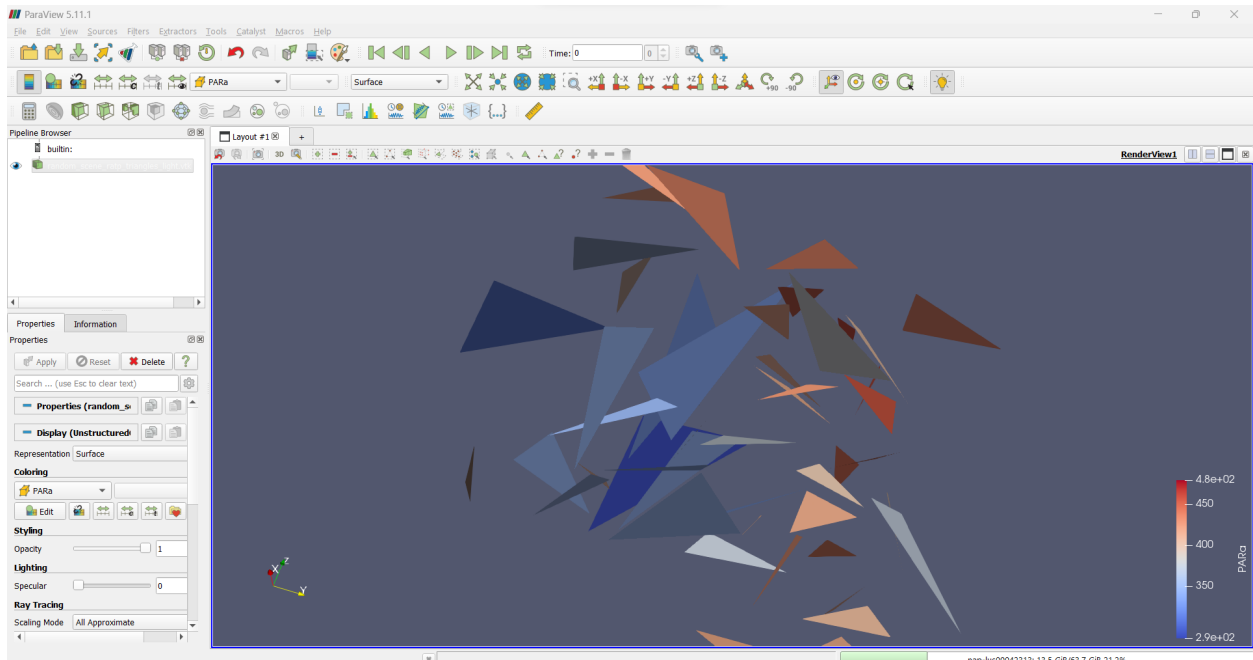 ParaView 5.11.1
File Edit View Sources Filters Extractors Tools Catalyst Macros Help
Time: 0 0
PARa Surface +X -X +Y -Y +Z -Z +90 -90
Pipeline Browser
builtin:
Layout #1 +
3D RenderView1
Properties Information
Properties
Apply Reset Delete ?
Search ... (use Esc to clear text)
Properties (random_s
Display (Unstructured
Representation Surface
Coloring
PARa
Edit
Styling
Opacity 1
Lighting
Specular 0
Ray Tracing
Scaling Mode All Approximate
X Z Y
4.8e+02
450
400
350
2.9e+02
PARa